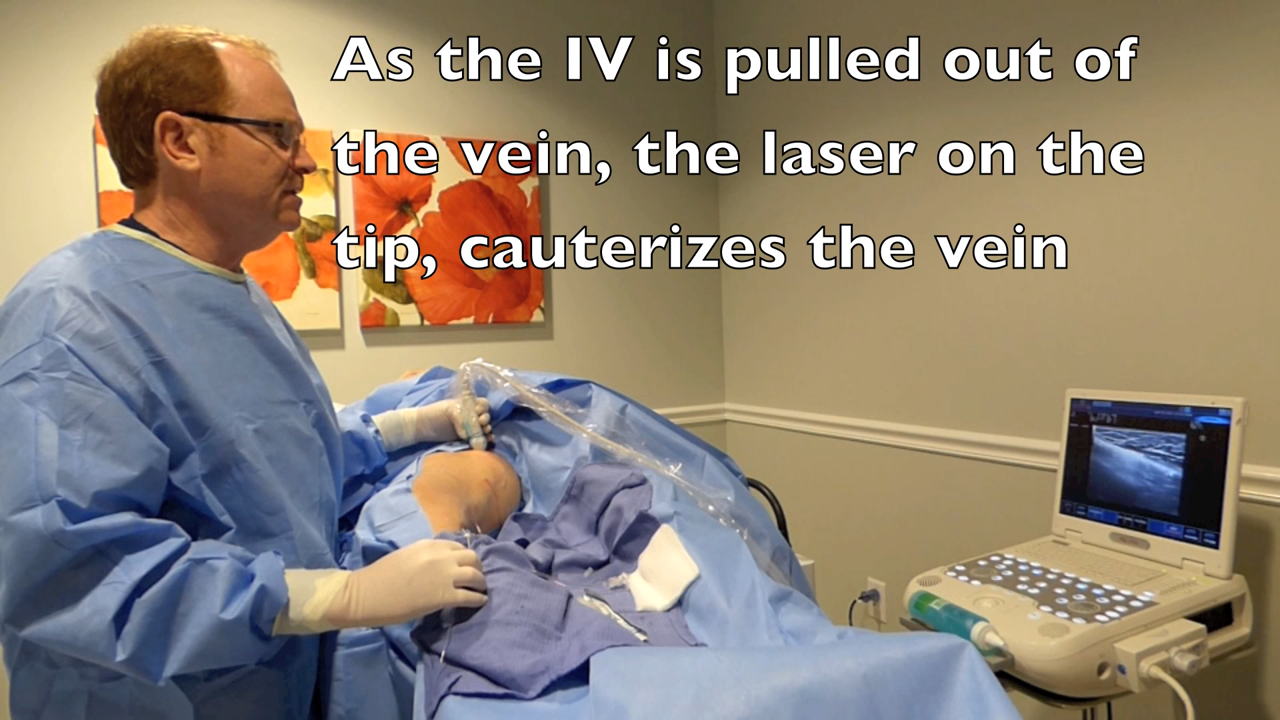 As the IV is pulled out of
the vein, the laser on the
tip, cauterizes the vein